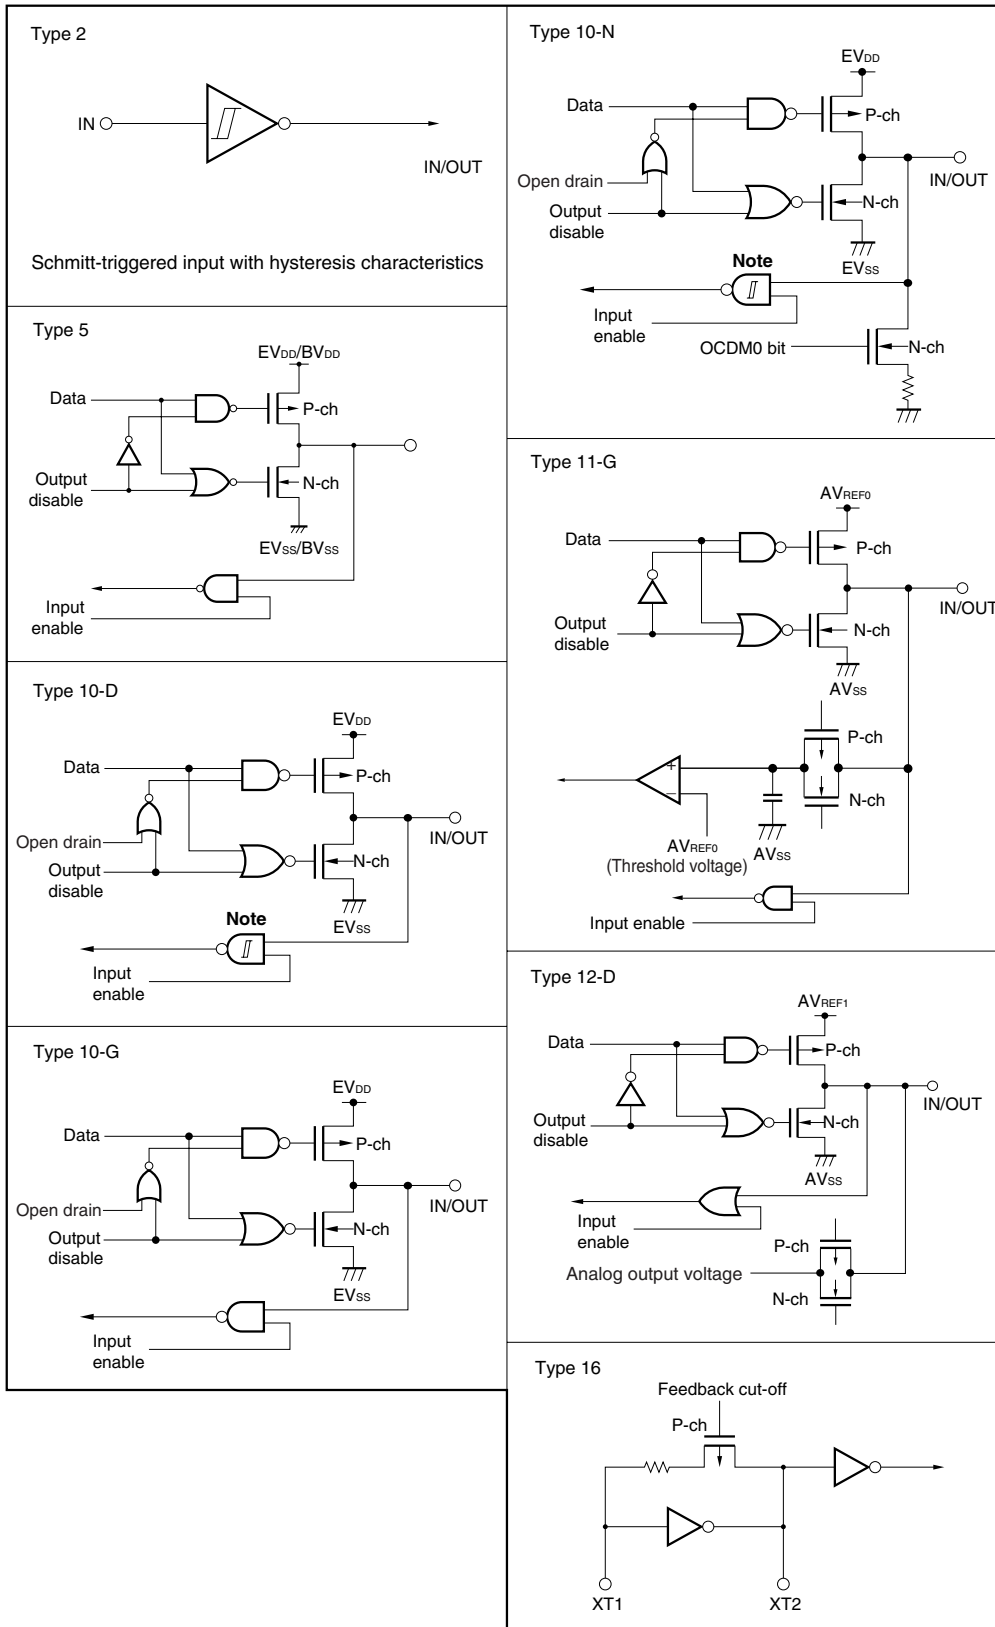 Type 2
IN
IN/OUT
Schmitt-triggered input with hysteresis characteristics
Type 5
EVDD/BVDD
Data
P-ch
Output
disable
N-ch
EVSS/BVSS
Input
enable
Type 10-D
EVDD
Data
P-ch
IN/OUT
Open drain
Output
disable
N-ch
Note
EVSS
Input
enable
Type 10-G
EVDD
Data
P-ch
IN/OUT
Open drain
Output
disable
N-ch
EVSS
Input
enable
Type 10-N
EVDD
Data
P-ch
IN/OUT
Open drain
Output
disable
N-ch
Note
EVSS
Input
enable
OCDM0 bit
N-ch
Type 11-G
AVREF0
Data
P-ch
IN/OUT
Output
disable
N-ch
AVSS
P-ch
+
−
N-ch
AVREF0
(Threshold voltage)
AVSS
Input enable
Type 12-D
AVREF1
Data
P-ch
IN/OUT
Output
disable
N-ch
AVSS
Input
enable
P-ch
Analog output voltage
N-ch
Type 16
Feedback cut-off
P-ch
XT1
XT2